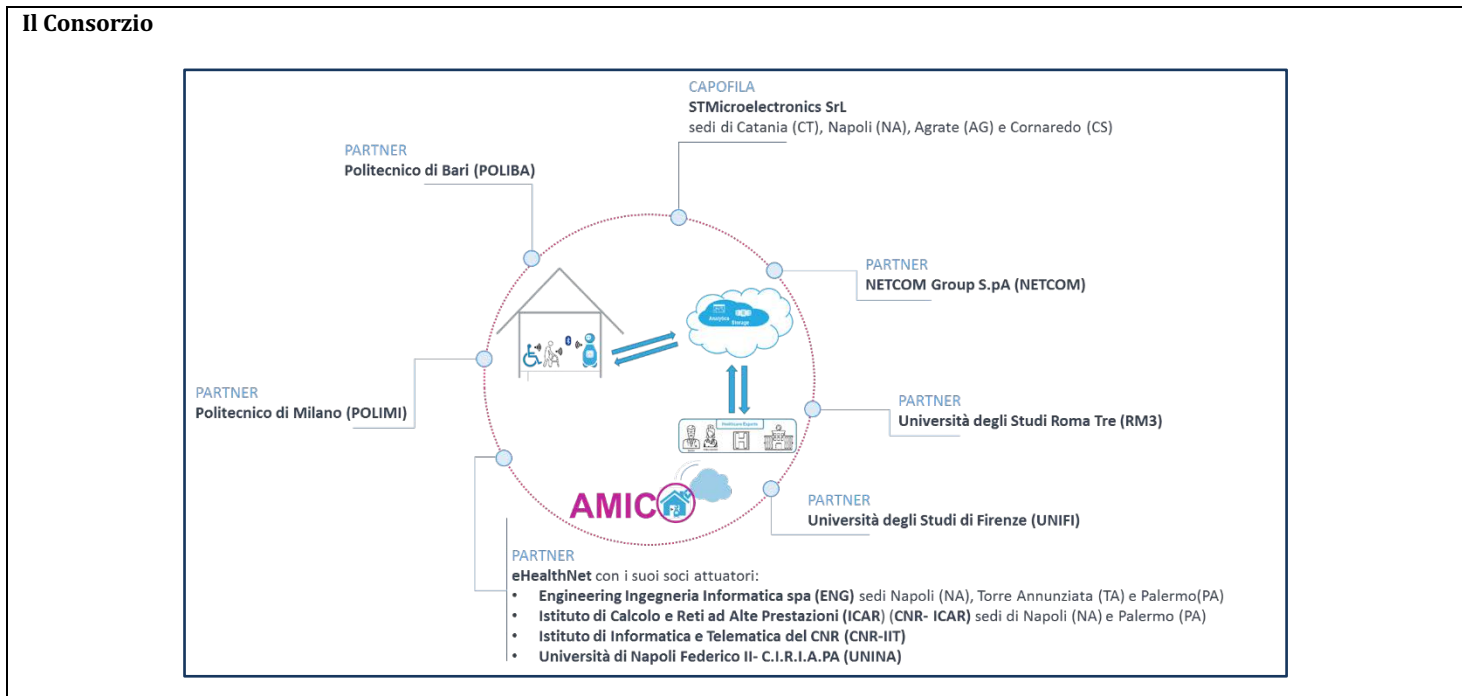 Il Consorzio
CAPOFILA
STMicroelectronics SrL
sedi di Catania (CT), Napoli (NA), Agrate (AG) e Cornaredo (CS)
PARTNER
Politecnico di Bari (POLIBA)
PARTNER
NETCOM Group S.pA (NETCOM)
Analytics
Storage
PARTNER
Politecnico di Milano (POLIMI)
PARTNER
Università degli Studi Roma Tre (RM3)
Healthcare Experts
AMICO
PARTNER
Università degli Studi di Firenze (UNIFI)
PARTNER
eHealthNet con i suoi soci attuatori:
• Engineering Ingegneria Informatica spa (ENG) sedi Napoli (NA), Torre Annunziata (TA) e Palermo(PA)
• Istituto di Calcolo e Reti ad Alte Prestazioni (ICAR) (CNR- ICAR) sedi di Napoli (NA) e Palermo (PA)
• Istituto di Informatica e Telematica del CNR (CNR-IIT)
• Università di Napoli Federico II- C.I.R.I.A.PA (UNINA)